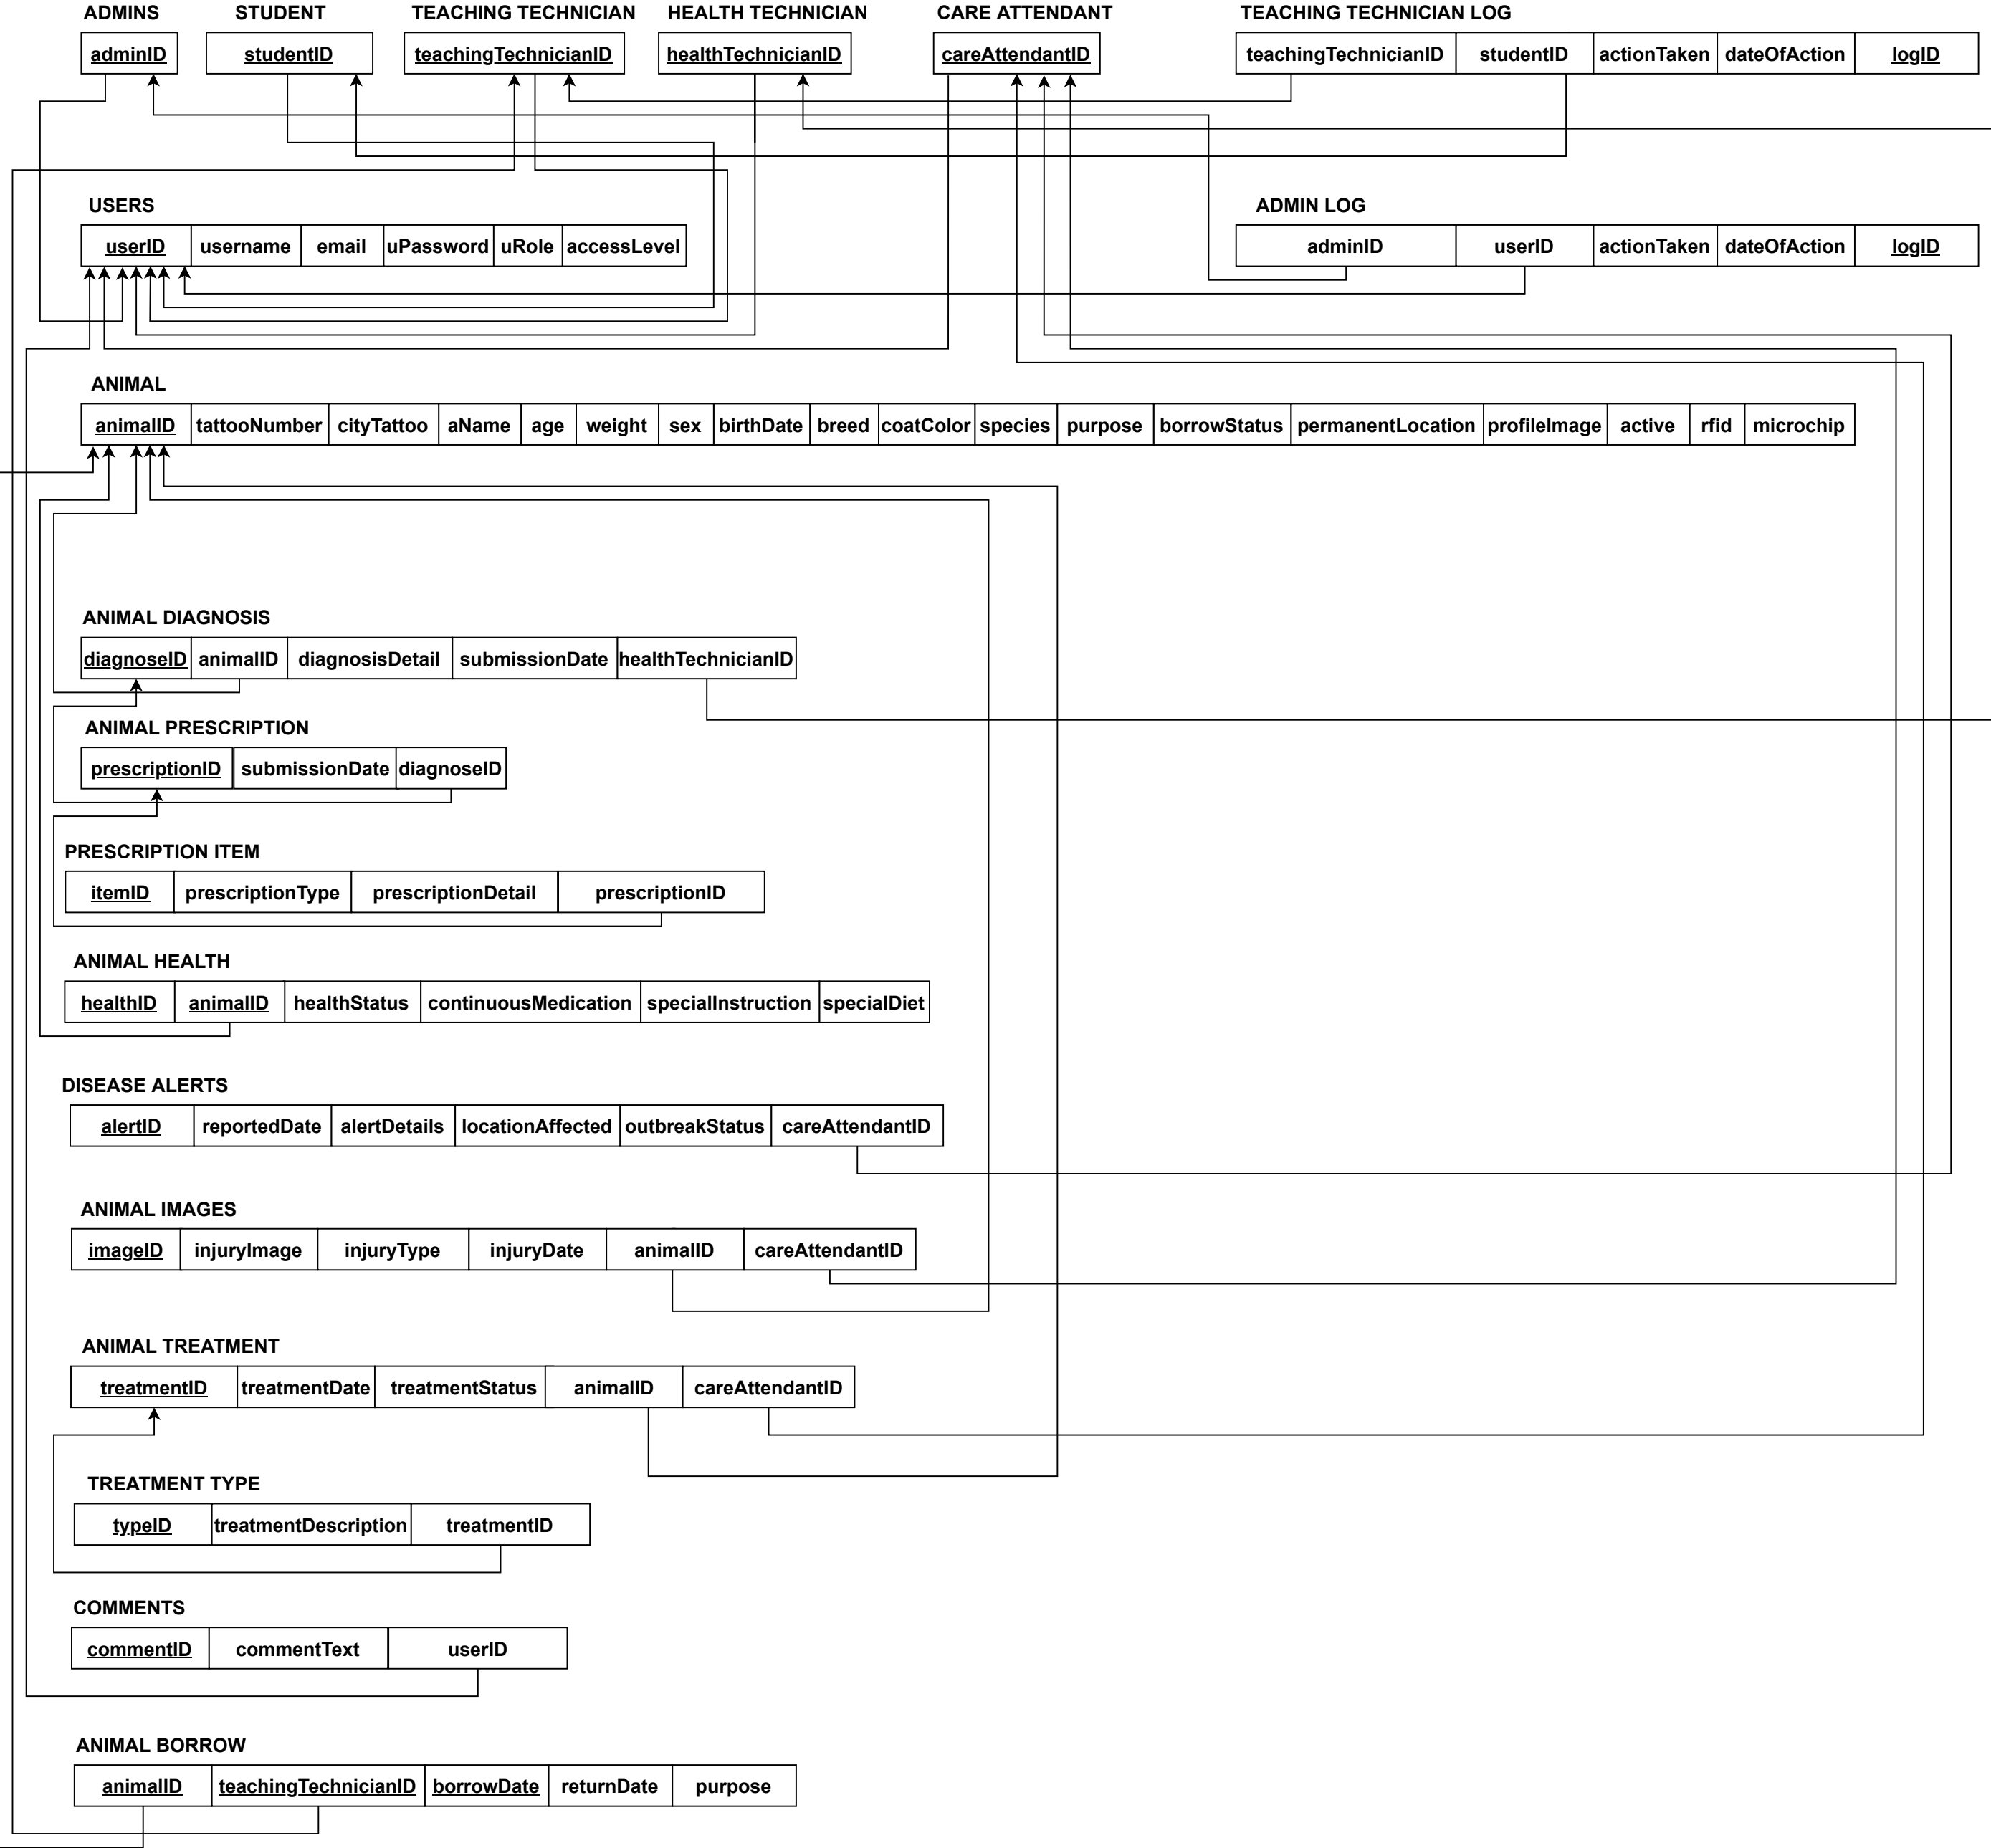 ADMINS STUDENT TEACHING TECHNICIAN HEALTH TECHNICIAN CARE ATTENDANT TEACHING TECHNICIAN LOG
adminID studentID teachingTechnicianID healthTechnicianID careAttendantID teachingTechnicianID studentID actionTaken dateOfAction logID
USERS ADMIN LOG
userID username email uPassword uRole accessLevel adminID userID actionTaken dateOfAction logID
ANIMAL
animalID tattooNumber cityTattoo aName age weight sex birthDate breed coatColor species purpose borrowStatus permanentLocation profileImage active rfid microchip
ANIMAL DIAGNOSIS
diagnoseID animalID diagnosisDetail submissionDate healthTechnicianID
ANIMAL PRESCRIPTION
prescriptionID submissionDate diagnoseID
PRESCRIPTION ITEM
itemID prescriptionType prescriptionDetail prescriptionID
ANIMAL HEALTH
healthID animalID healthStatus continuousMedication specialInstruction specialDiet
DISEASE ALERTS
alertID reportedDate alertDetails locationAffected outbreakStatus careAttendantID
ANIMAL IMAGES
imageID injuryImage injuryType injuryDate animalID careAttendantID
ANIMAL TREATMENT
treatmentID treatmentDate treatmentStatus animalID careAttendantID
TREATMENT TYPE
typeID treatmentDescription treatmentID
COMMENTS
commentID commentText userID
ANIMAL BORROW
animalID teachingTechnicianID borrowDate returnDate purpose